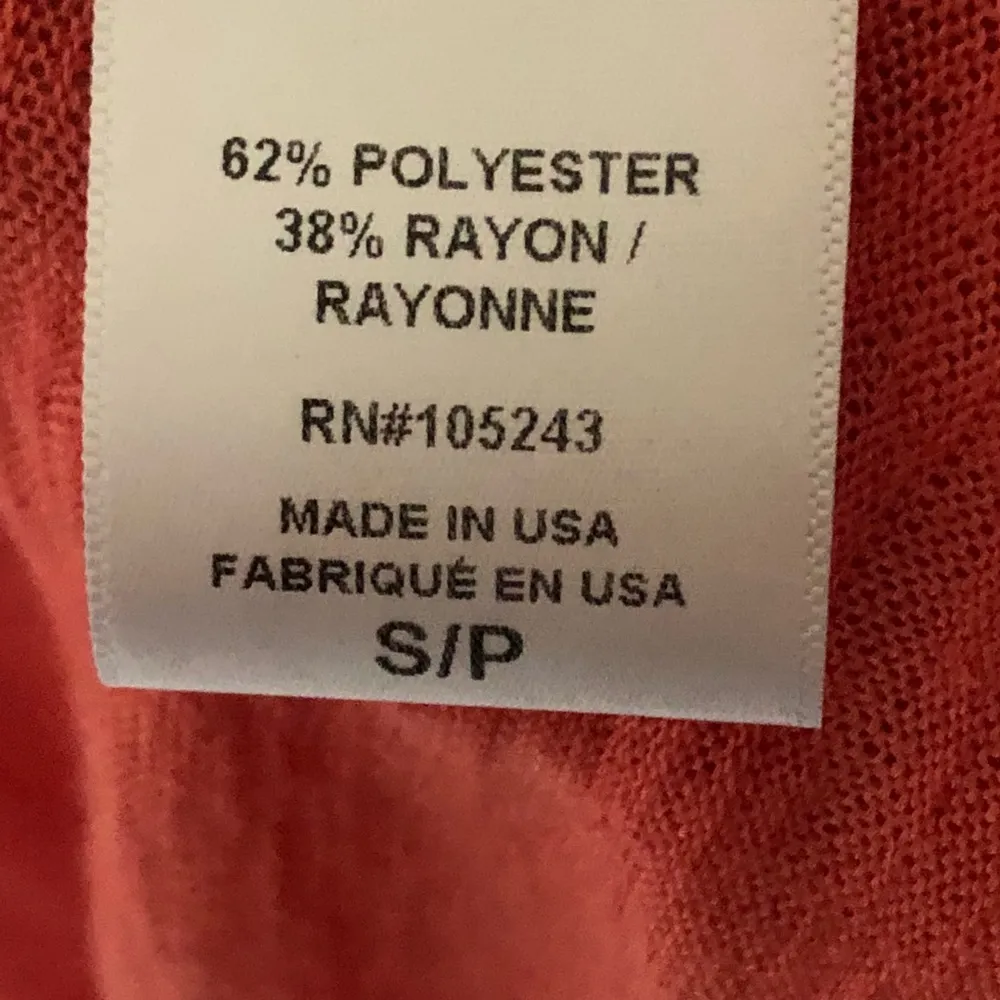 62% POLYESTER
38% RAYON /
RAYONNE
RN#105243
MADE IN USA
FABRIQUÉ EN USA
S/P